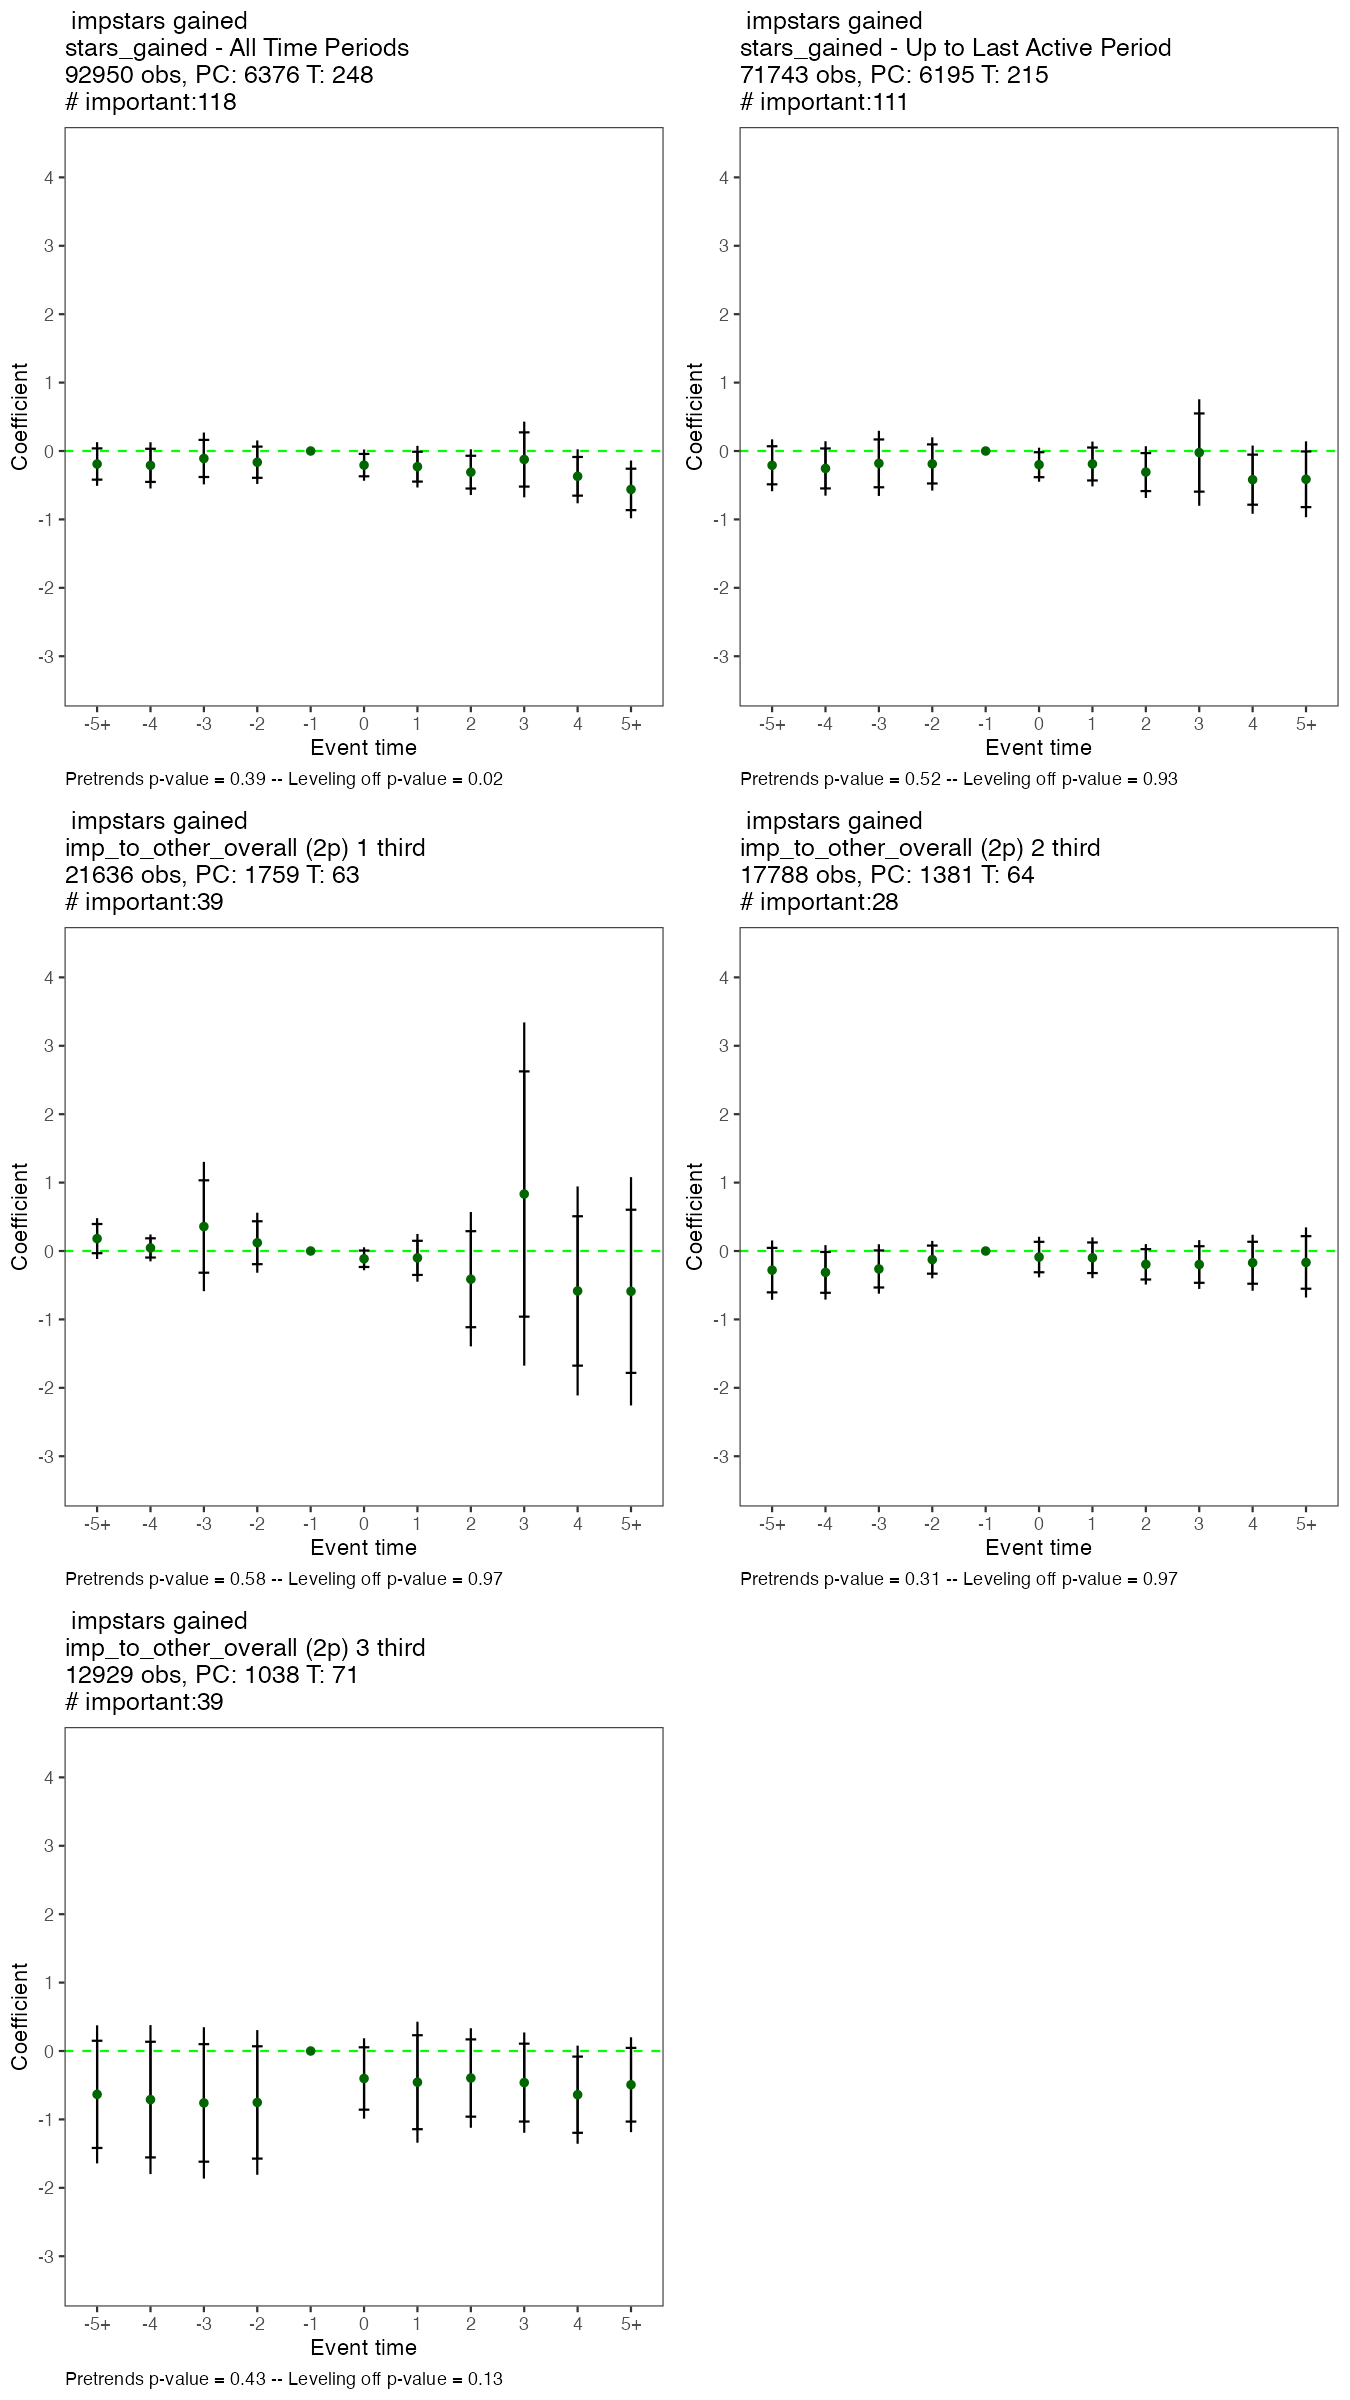 impstars gained
stars_gained - All Time Periods
92950 obs, PC: 6376 T: 248
# important:118
4
3
2
1
0
-1
-2
-3
Coefficient
-5+ -4 -3 -2 -1 0 1 2 3 4 5+
Event time
Pretrends p-value = 0.39 -- Leveling off p-value = 0.02
impstars gained
stars_gained - Up to Last Active Period
71743 obs, PC: 6195 T: 215
# important:111
4
3
2
1
0
-1
-2
-3
Coefficient
-5+ -4 -3 -2 -1 0 1 2 3 4 5+
Event time
Pretrends p-value = 0.52 -- Leveling off p-value = 0.93
impstars gained
imp_to_other_overall (2p) 1 third
21636 obs, PC: 1759 T: 63
# important:39
4
3
2
1
0
-1
-2
-3
Coefficient
-5+ -4 -3 -2 -1 0 1 2 3 4 5+
Event time
Pretrends p-value = 0.58 -- Leveling off p-value = 0.97
impstars gained
imp_to_other_overall (2p) 2 third
17788 obs, PC: 1381 T: 64
# important:28
4
3
2
1
0
-1
-2
-3
Coefficient
-5+ -4 -3 -2 -1 0 1 2 3 4 5+
Event time
Pretrends p-value = 0.31 -- Leveling off p-value = 0.97
impstars gained
imp_to_other_overall (2p) 3 third
12929 obs, PC: 1038 T: 71
# important:39
4
3
2
1
0
-1
-2
-3
Coefficient
-5+ -4 -3 -2 -1 0 1 2 3 4 5+
Event time
Pretrends p-value = 0.43 -- Leveling off p-value = 0.13